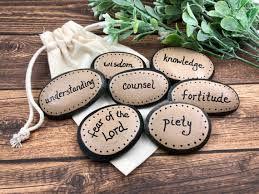 wisdom
knowledge
understanding
counsel
fortitude
fear of the
Lord
piety